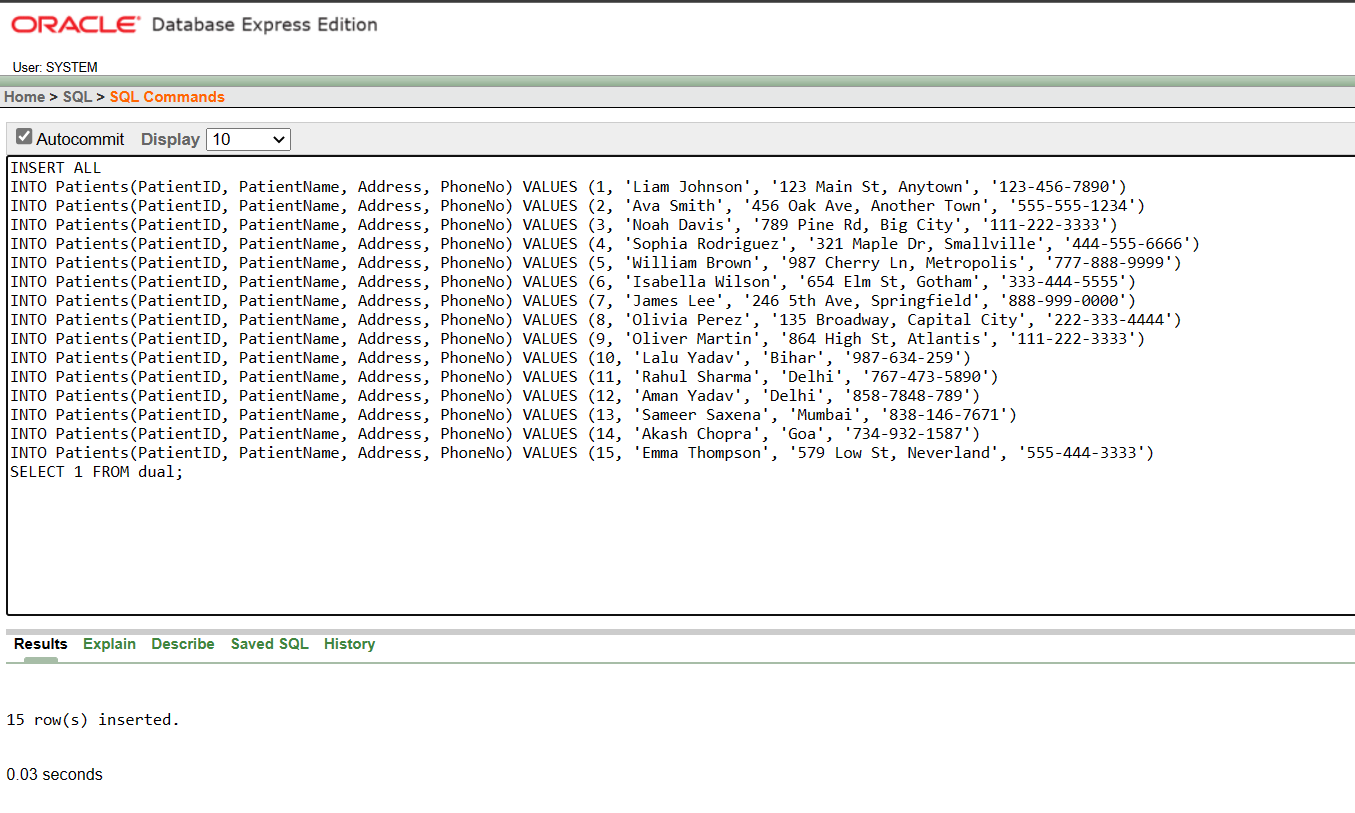 ORACLE Database Express Edition
User: SYSTEM
Home > SQL > SQL Commands
Autocommit Display 10
INSERT ALL
INTO Patients(PatientID, PatientName, Address, PhoneNo) VALUES (1, 'Liam Johnson', '123 Main St, Anytown', '123-456-7890')
INTO Patients(PatientID, PatientName, Address, PhoneNo) VALUES (2, 'Ava Smith', '456 Oak Ave, Another Town', '555-555-1234')
INTO Patients(PatientID, PatientName, Address, PhoneNo) VALUES (3, 'Noah Davis', '789 Pine Rd, Big City', '111-222-3333')
INTO Patients(PatientID, PatientName, Address, PhoneNo) VALUES (4, 'Sophia Rodriguez', '321 Maple Dr, Smallville', '444-555-6666')
INTO Patients(PatientID, PatientName, Address, PhoneNo) VALUES (5, 'William Brown', '987 Cherry Ln, Metropolis', '777-888-9999')
INTO Patients(PatientID, PatientName, Address, PhoneNo) VALUES (6, 'Isabella Wilson', '654 Elm St, Gotham', '333-444-5555')
INTO Patients(PatientID, PatientName, Address, PhoneNo) VALUES (7, 'James Lee', '246 5th Ave, Springfield', '888-999-0000')
INTO Patients(PatientID, PatientName, Address, PhoneNo) VALUES (8, 'Olivia Perez', '135 Broadway, Capital City', '222-333-4444')
INTO Patients(PatientID, PatientName, Address, PhoneNo) VALUES (9, 'Oliver Martin', '864 High St, Atlantis', '111-222-3333')
INTO Patients(PatientID, PatientName, Address, PhoneNo) VALUES (10, 'Lalu Yadav', 'Bihar', '987-634-259')
INTO Patients(PatientID, PatientName, Address, PhoneNo) VALUES (11, 'Rahul Sharma', 'Delhi', '767-473-5890')
INTO Patients(PatientID, PatientName, Address, PhoneNo) VALUES (12, 'Aman Yadav', 'Delhi', '858-7848-789')
INTO Patients(PatientID, PatientName, Address, PhoneNo) VALUES (13, 'Sameer Saxena', 'Mumbai', '838-146-7671')
INTO Patients(PatientID, PatientName, Address, PhoneNo) VALUES (14, 'Akash Chopra', 'Goa', '734-932-1587')
INTO Patients(PatientID, PatientName, Address, PhoneNo) VALUES (15, 'Emma Thompson', '579 Low St, Neverland', '555-444-3333')
SELECT 1 FROM dual;
Results Explain Describe Saved SQL History
15 row(s) inserted.
0.03 seconds